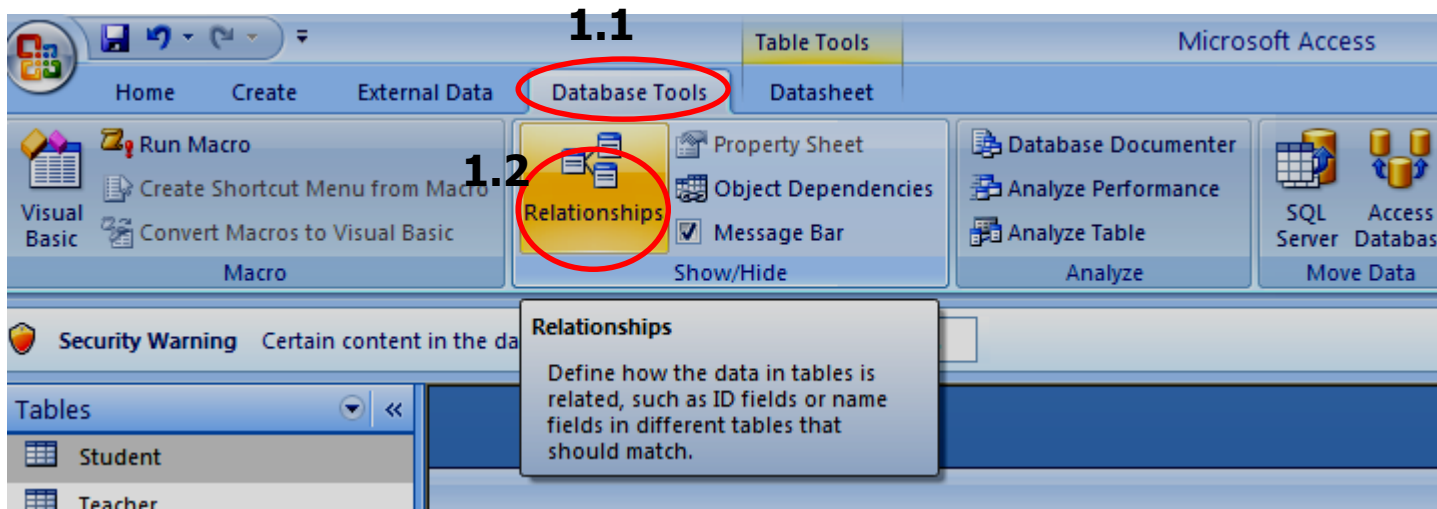 1.1
Table Tools
Microsoft Access
Home Create External Data Database Tools Datasheet
Visual Basic
Run Macro
Create Shortcut Menu from Macro
Convert Macros to Visual Basic
Macro
1.2
Relationships
Property Sheet
Object Dependencies
Message Bar
Show/Hide
Database Documenter
Analyze Performance
Analyze Table
Analyze
SQL
Server
Access
Databas
Move Data
Security Warning Certain content in the da
Relationships
Define how the data in tables is
related, such as ID fields or name
fields in different tables that
should match.
Tables
Student
Teacher